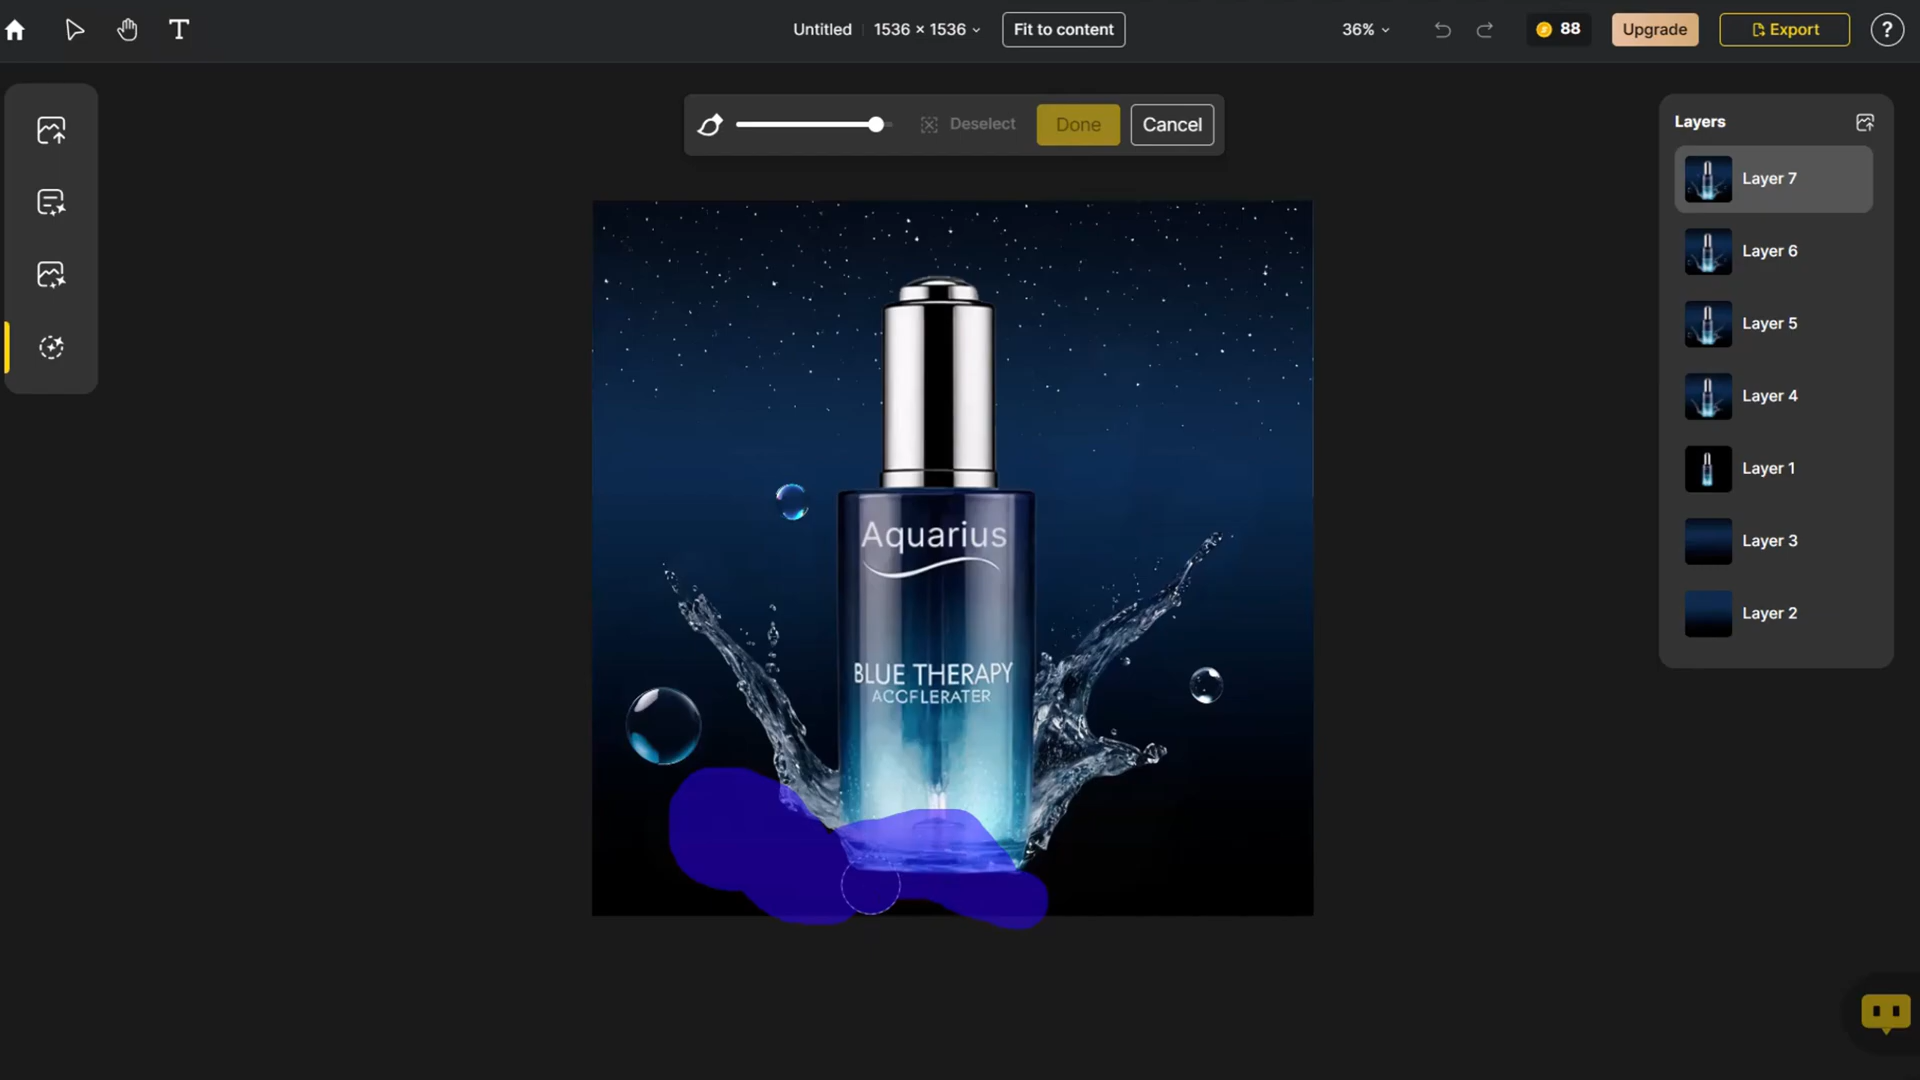 T
Untitled
1536 × 1536
Fit to content
36%
88
Upgrade
Export
?
Deselect
Done
Cancel
Layers
Layer 7
Layer 6
Layer 5
Layer 4
Layer 1
Layer 3
Layer 2
Aquarius
BLUE THERAPY
ACCFLERATER